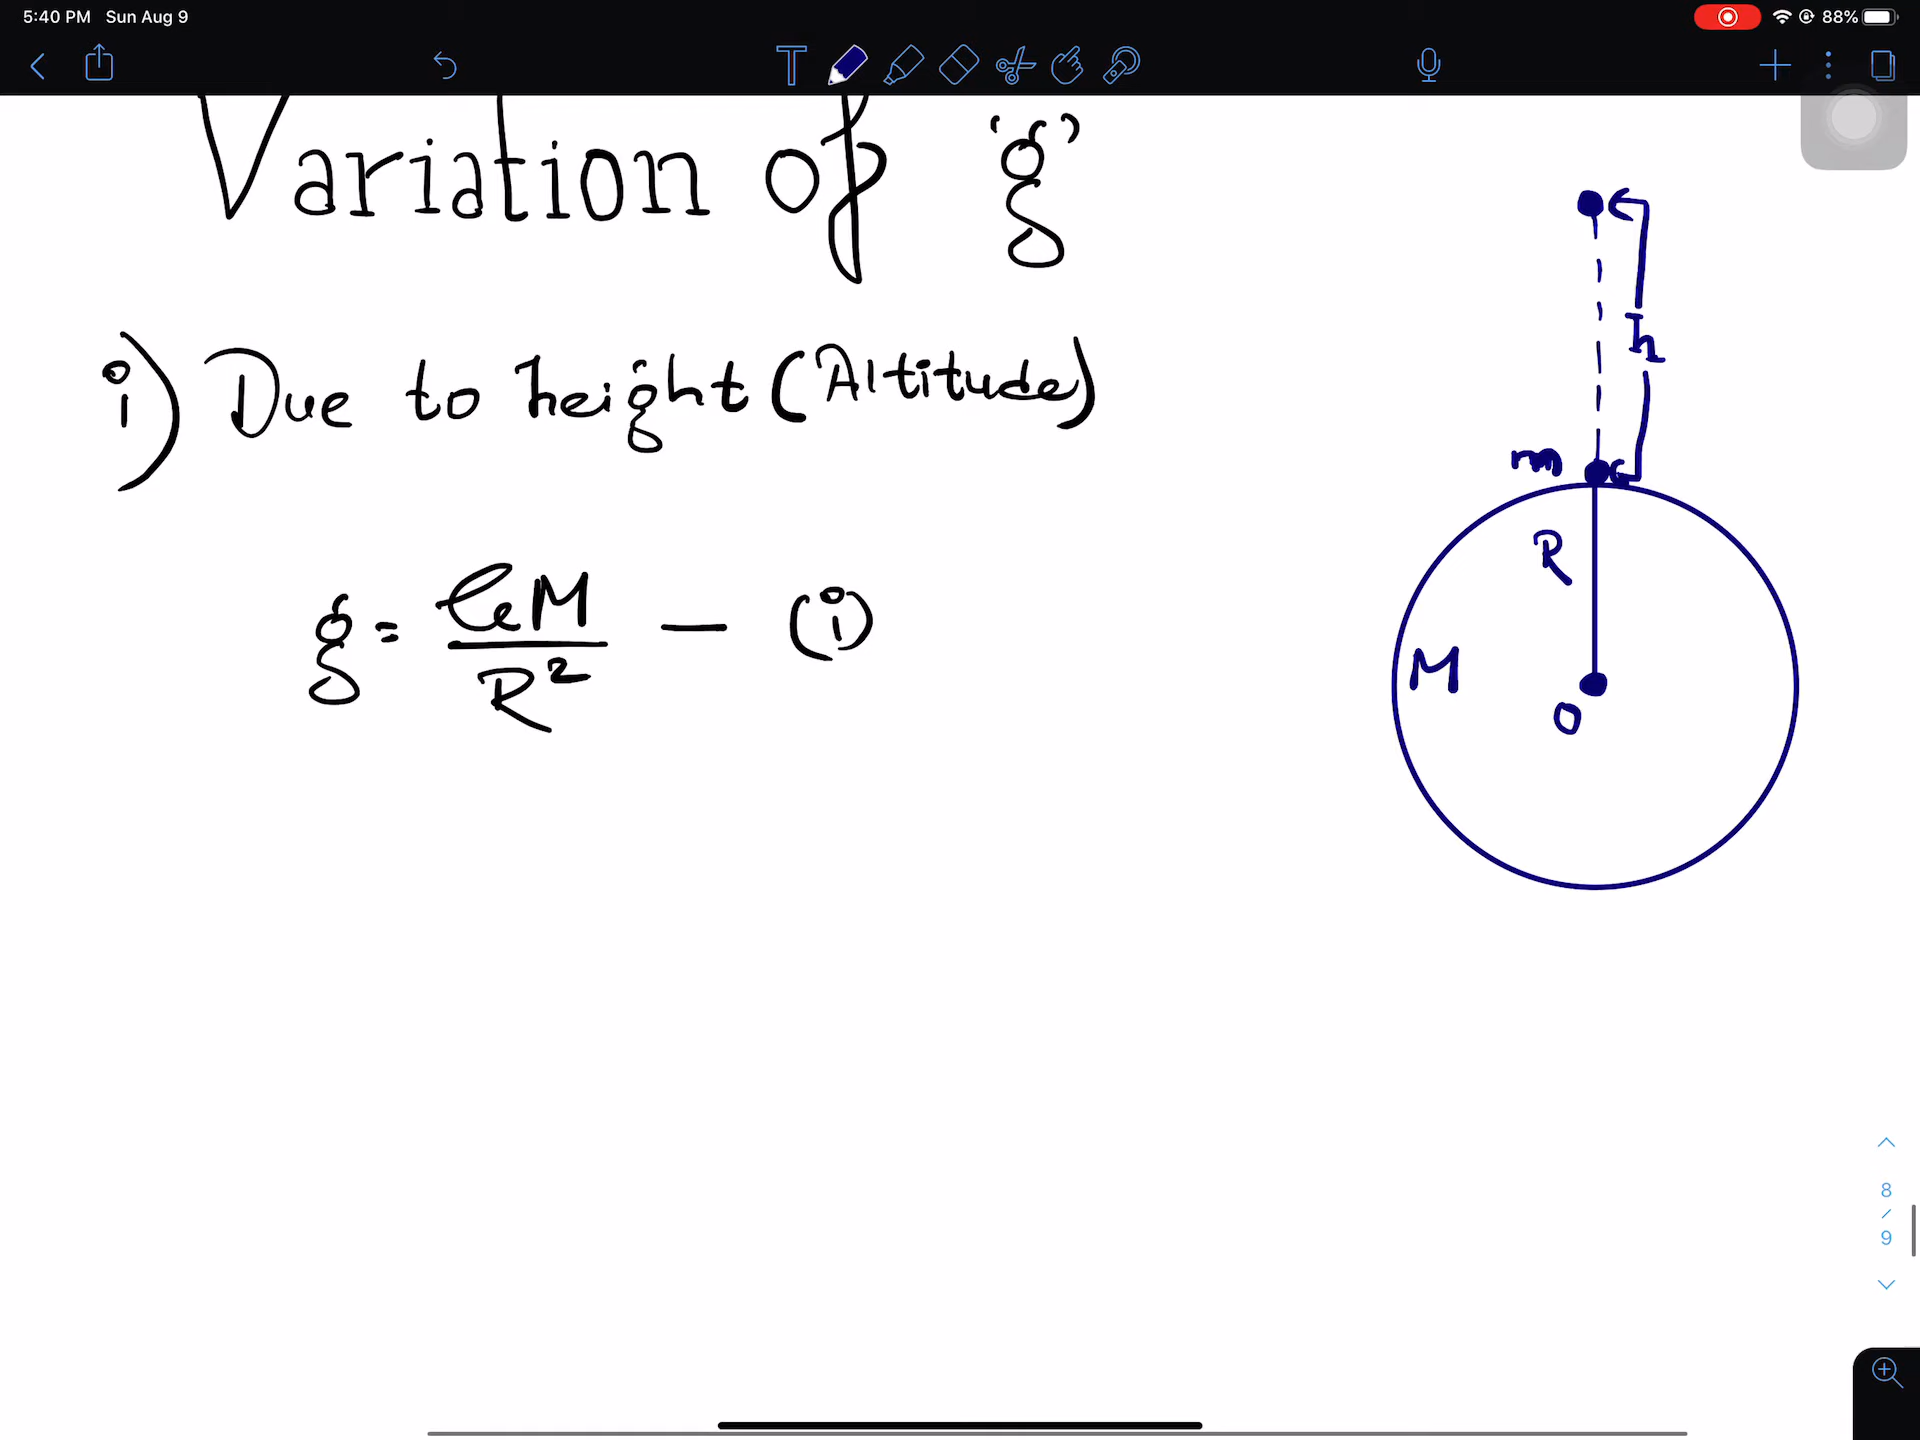 5:40 PM Sun Aug 9
88%
T
Variation of 'g'
i) Due to height (Altitude)
g = GM/R² — (i)
h
m
R
M
O
8
/
9